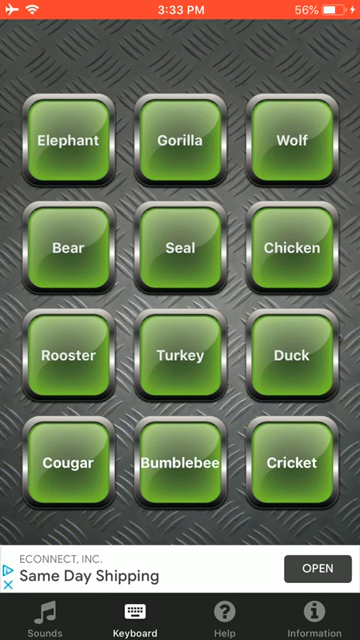 3:33 PM
56%
Elephant
Gorilla
Wolf
Bear
Seal
Chicken
Rooster
Turkey
Duck
Cougar
Bumblebee
Cricket
ECONNECT, INC.
Same Day Shipping
OPEN
Sounds
Keyboard
Help
Information